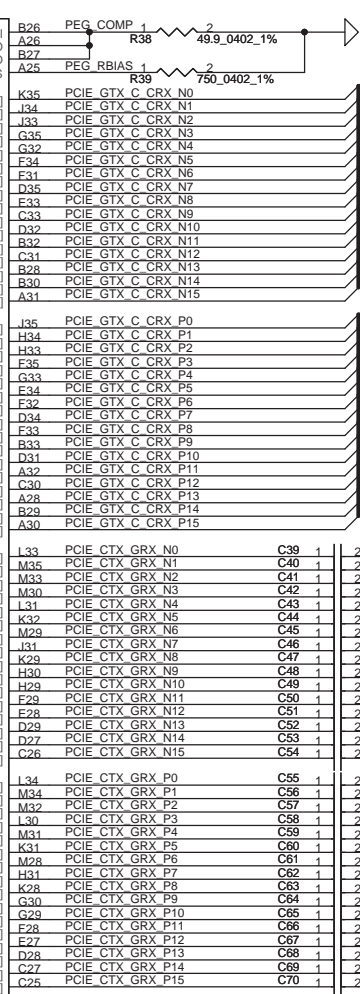 B26 PEG_COMP 1 2
A26 R38 49.9_0402_1%
B27
A25 PEG_RBIAS 1 2
R39 750_0402_1%
K35 PCIE_GTX_C_CRX_N0
J34 PCIE_GTX_C_CRX_N1
J33 PCIE_GTX_C_CRX_N2
G35 PCIE_GTX_C_CRX_N3
G32 PCIE_GTX_C_CRX_N4
F34 PCIE_GTX_C_CRX_N5
F31 PCIE_GTX_C_CRX_N6
D35 PCIE_GTX_C_CRX_N7
E33 PCIE_GTX_C_CRX_N8
C33 PCIE_GTX_C_CRX_N9
D32 PCIE_GTX_C_CRX_N10
B32 PCIE_GTX_C_CRX_N11
C31 PCIE_GTX_C_CRX_N12
B28 PCIE_GTX_C_CRX_N13
B30 PCIE_GTX_C_CRX_N14
A31 PCIE_GTX_C_CRX_N15
J35 PCIE_GTX_C_CRX_P0
H34 PCIE_GTX_C_CRX_P1
H33 PCIE_GTX_C_CRX_P2
F35 PCIE_GTX_C_CRX_P3
G33 PCIE_GTX_C_CRX_P4
E34 PCIE_GTX_C_CRX_P5
F32 PCIE_GTX_C_CRX_P6
D34 PCIE_GTX_C_CRX_P7
F33 PCIE_GTX_C_CRX_P8
B33 PCIE_GTX_C_CRX_P9
D31 PCIE_GTX_C_CRX_P10
A32 PCIE_GTX_C_CRX_P11
C30 PCIE_GTX_C_CRX_P12
A28 PCIE_GTX_C_CRX_P13
B29 PCIE_GTX_C_CRX_P14
A30 PCIE_GTX_C_CRX_P15
L33 PCIE_CTX_GRX_N0 C39 1 2
M35 PCIE_CTX_GRX_N1 C40 1 2
M33 PCIE_CTX_GRX_N2 C41 1 2
M30 PCIE_CTX_GRX_N3 C42 1 2
L31 PCIE_CTX_GRX_N4 C43 1 2
K32 PCIE_CTX_GRX_N5 C44 1 2
M29 PCIE_CTX_GRX_N6 C45 1 2
J31 PCIE_CTX_GRX_N7 C46 1 2
K29 PCIE_CTX_GRX_N8 C47 1 2
H30 PCIE_CTX_GRX_N9 C48 1 2
H29 PCIE_CTX_GRX_N10 C49 1 2
F29 PCIE_CTX_GRX_N11 C50 1 2
E28 PCIE_CTX_GRX_N12 C51 1 2
D29 PCIE_CTX_GRX_N13 C52 1 2
D27 PCIE_CTX_GRX_N14 C53 1 2
C26 PCIE_CTX_GRX_N15 C54 1 2
L34 PCIE_CTX_GRX_P0 C55 1 2
M34 PCIE_CTX_GRX_P1 C56 1 2
M32 PCIE_CTX_GRX_P2 C57 1 2
L30 PCIE_CTX_GRX_P3 C58 1 2
M31 PCIE_CTX_GRX_P4 C59 1 2
K31 PCIE_CTX_GRX_P5 C60 1 2
M28 PCIE_CTX_GRX_P6 C61 1 2
H31 PCIE_CTX_GRX_P7 C62 1 2
K28 PCIE_CTX_GRX_P8 C63 1 2
G30 PCIE_CTX_GRX_P9 C64 1 2
G29 PCIE_CTX_GRX_P10 C65 1 2
F28 PCIE_CTX_GRX_P11 C66 1 2
E27 PCIE_CTX_GRX_P12 C67 1 2
D28 PCIE_CTX_GRX_P13 C68 1 2
C27 PCIE_CTX_GRX_P14 C69 1 2
C25 PCIE_CTX_GRX_P15 C70 1 2